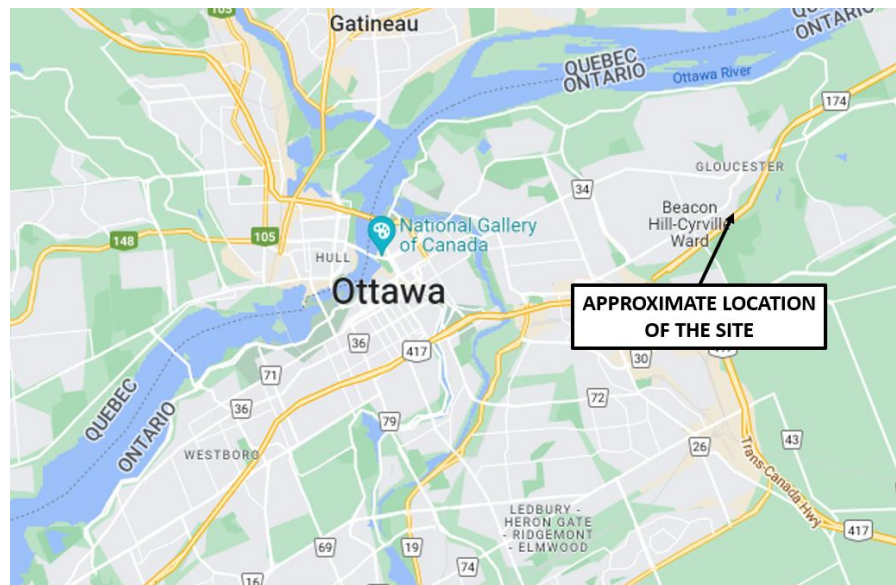 105
Gatineau
QUEBEC
ONTARIO
QU
ONTARIO
Ottawa River
174
GLOUCESTER
34
Beacon
Hill-Cyrville
Ward
National Gallery
of Canada
148
105
HULL
Ottawa
APPROXIMATE LOCATION
OF THE SITE
36
417
30
71
72
36
79
QUEBEC
ONTARIO
WESTBORO
26
43
Trans-Canada Hwy
417
LEDBURY -
HERON GATE
- RIDGEMONT
- ELMWOOD
69
19
74
16